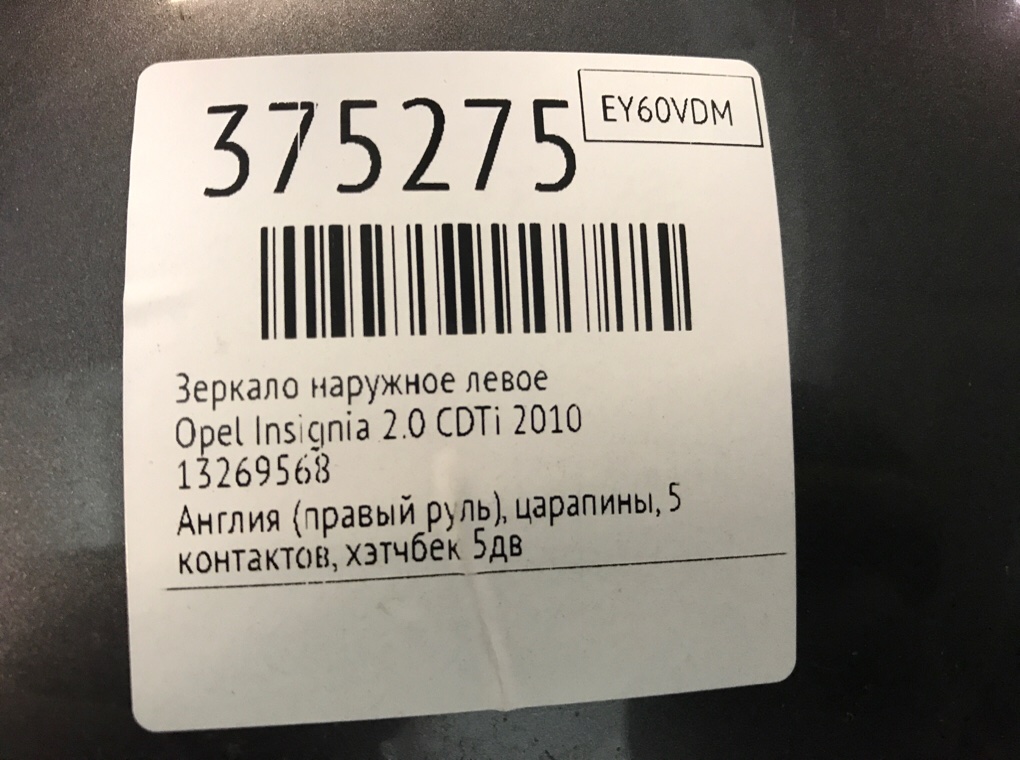 375275
EY60VDM
Зеркало наружное левое
Opel Insignia 2.0 CDTi 2010
13269568
Англия (правый руль), царапины, 5
контактов, хэтчбек 5дв